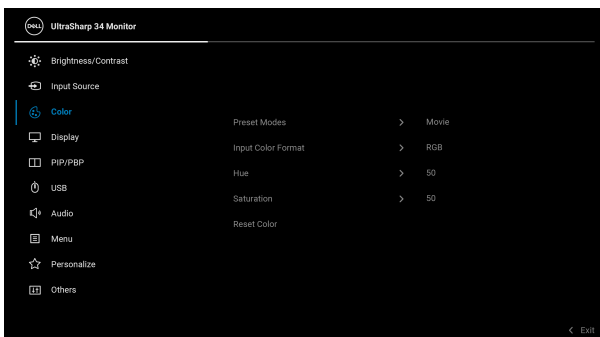 DELL UltraSharp 34 Monitor
Brightness/Contrast
Input Source
Color
Display
PIP/PBP
USB
Audio
Menu
Personalize
Others
Preset Modes > Movie
Input Color Format > RGB
Hue > 50
Saturation > 50
Reset Color
< Exit